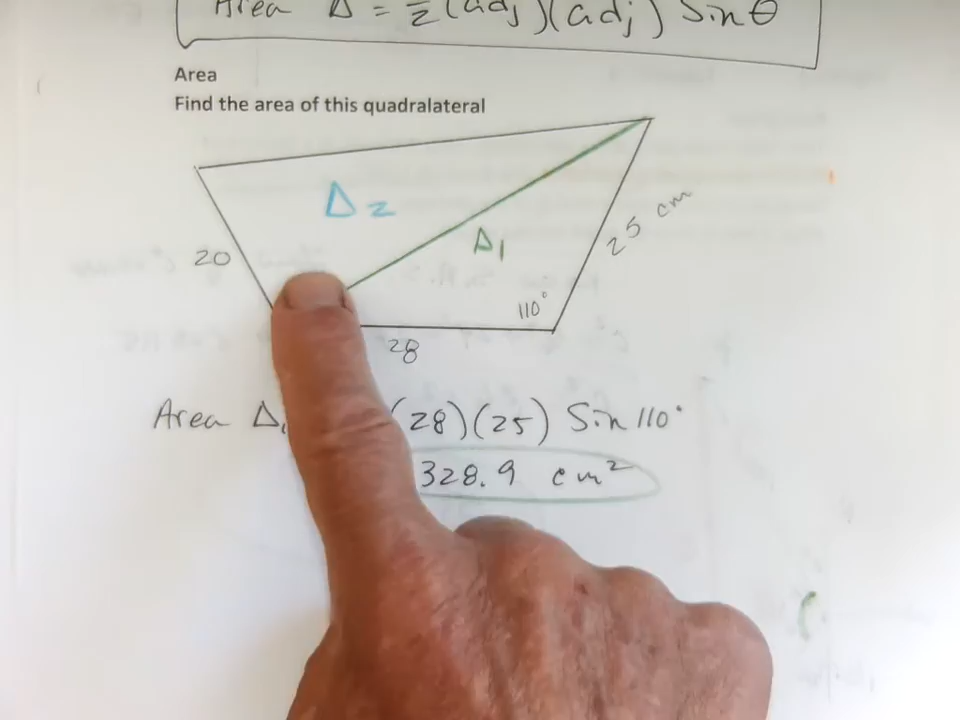 Area Δ = 1/2 (adj)(adj) Sin θ
Area
Find the area of this quadralateral
Δ2
Δ1
20
25 cm
110°
28
Area Δ1 (28)(25) Sin 110°
328.9 cm²